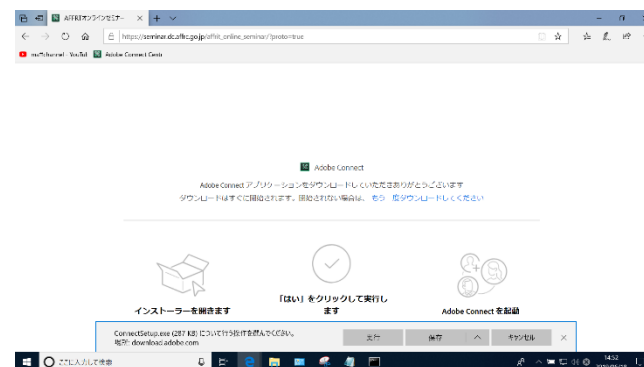 AFFRITオンラインセミナー
https://seminar.dc.affrc.go.jp/affrit_online_seminar/?proto=true
maffchannel - YouTub
Adobe Connect Centr
Adobe Connect
Adobe Connect アプリケーションをダウンロードしていただきありがとうございます
ダウンロードはすぐに開始されます。開始されない場合は、 もう一度ダウンロードしてください
インストーラーを開きます
「はい」をクリックして実行し
ます
Adobe Connect を起動
ConnectSetup.exe (287 KB) について行う操作を選んでください。
場所: download.adobe.com
実行
保存
キャンセル
ここに入力して検索
14:52